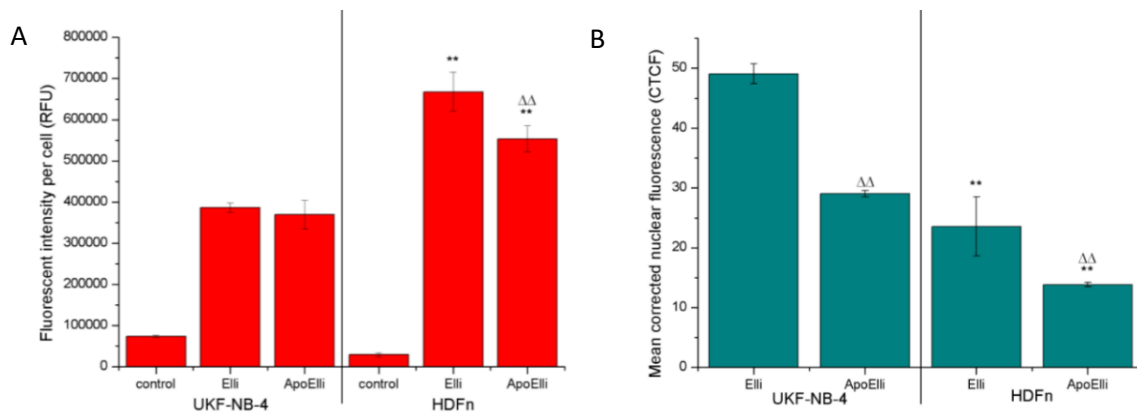 A
Fluorescent intensity per cell (RFU)
800000
700000
600000
500000
400000
300000
200000
100000
0
**
ΔΔ
**
control Elli ApoElli control Elli ApoElli
UKF-NB-4 HDFn
B
Mean corrected nuclear fluorescence (CTCF)
50
40
30
20
10
0
ΔΔ
**
ΔΔ
**
Elli ApoElli Elli ApoElli
UKF-NB-4 HDFn